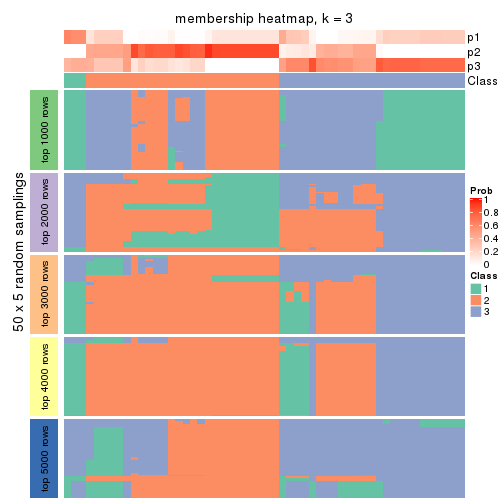 membership heatmap, k = 3
p1
p2
p3
Class
50 x 5 random samplings
top 1000 rows
top 2000 rows
top 3000 rows
top 4000 rows
top 5000 rows
Prob
1
0.8
0.6
0.4
0.2
0
Class
1
2
3